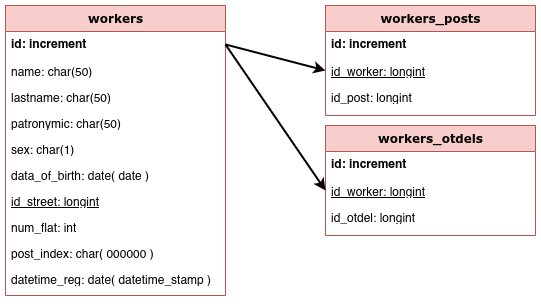 workers
id: increment
name: char(50)
lastname: char(50)
patronymic: char(50)
sex: char(1)
data_of_birth: date( date )
id_street: longint
num_flat: int
post_index: char( 000000 )
datetime_reg: date( datetime_stamp )
workers_posts
id: increment
id_worker: longint
id_post: longint
workers_otdels
id: increment
id_worker: longint
id_otdel: longint